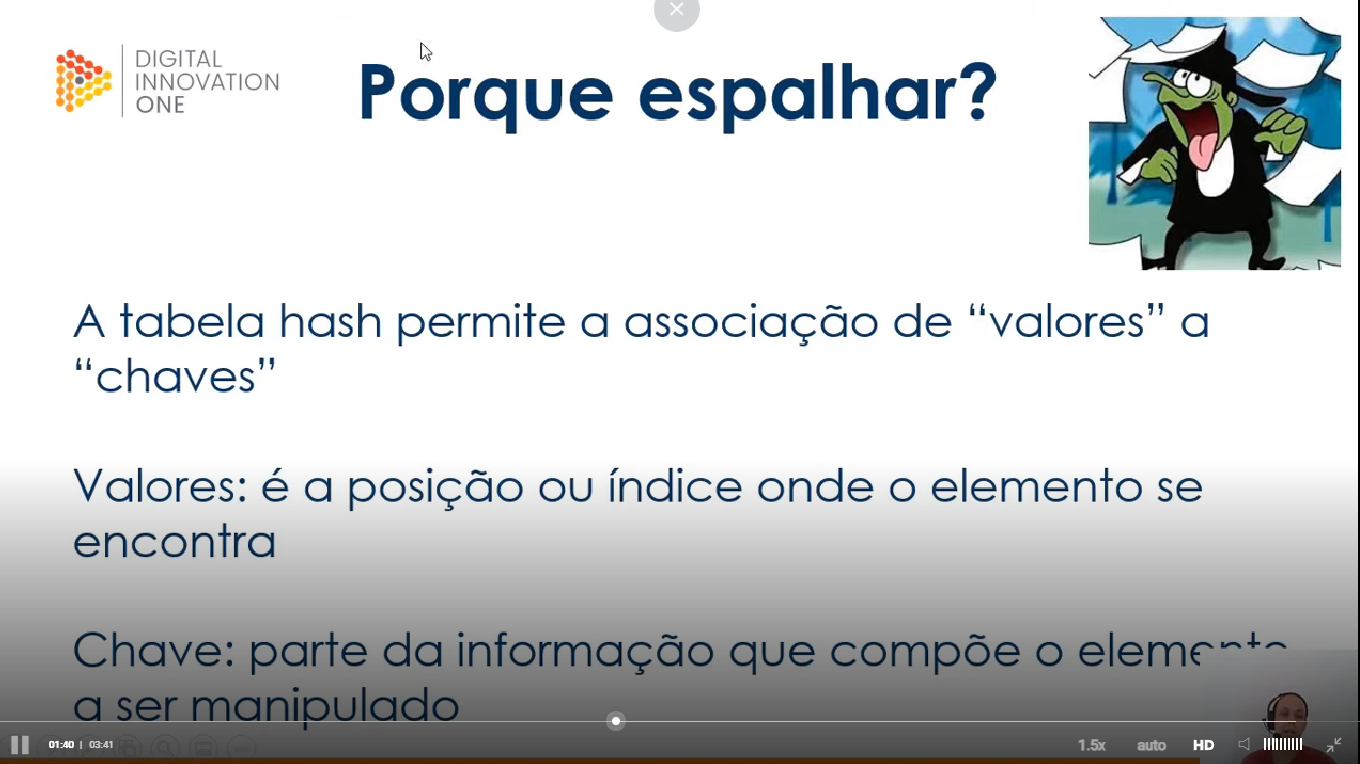 DIGITAL
INNOVATION
ONE
Porque espalhar?
A tabela hash permite a associação de “valores” a
“chaves”
Valores: é a posição ou índice onde o elemento se
encontra
Chave: parte da informação que compõe o elemento
a ser manipulado
01:40 | 03:41
1.5x auto HD